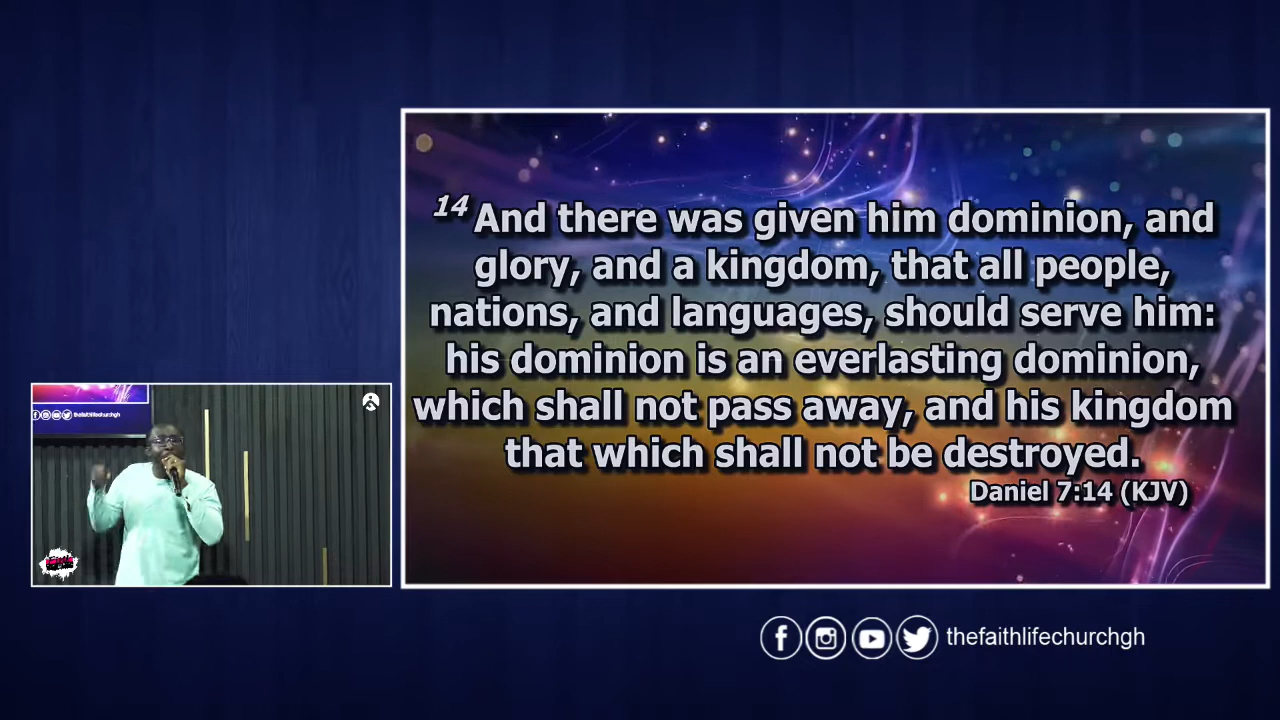 14 And there was given him dominion, and
glory, and a kingdom, that all people,
nations, and languages, should serve him:
his dominion is an everlasting dominion,
which shall not pass away, and his kingdom
that which shall not be destroyed.
Daniel 7:14 (KJV)
thefaithlifechurchgh
thefaithlifechurchgh